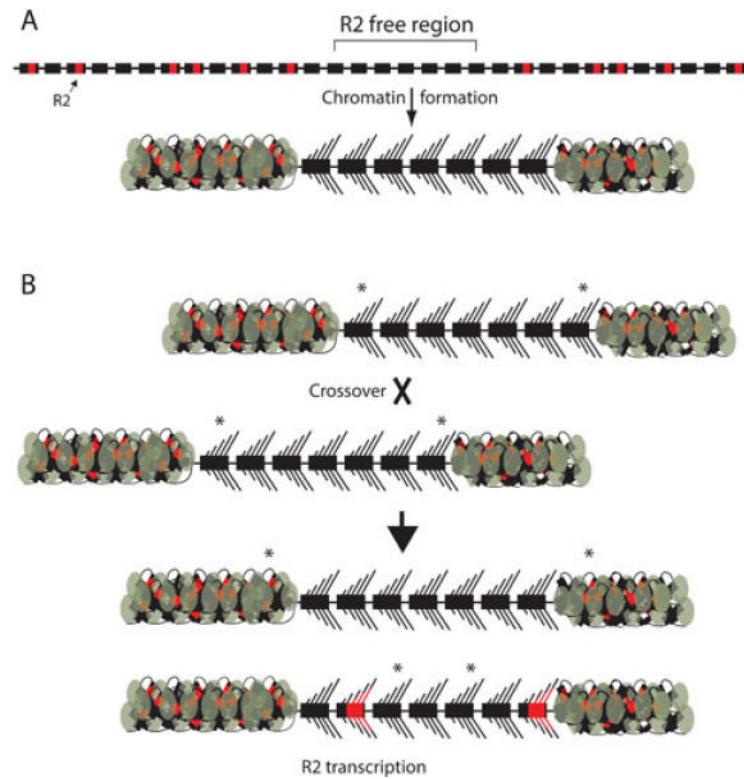 A
R2 free region
R2
Chromatin formation
B
*
*
Crossover X
*
*
*
*
*
*
R2 transcription